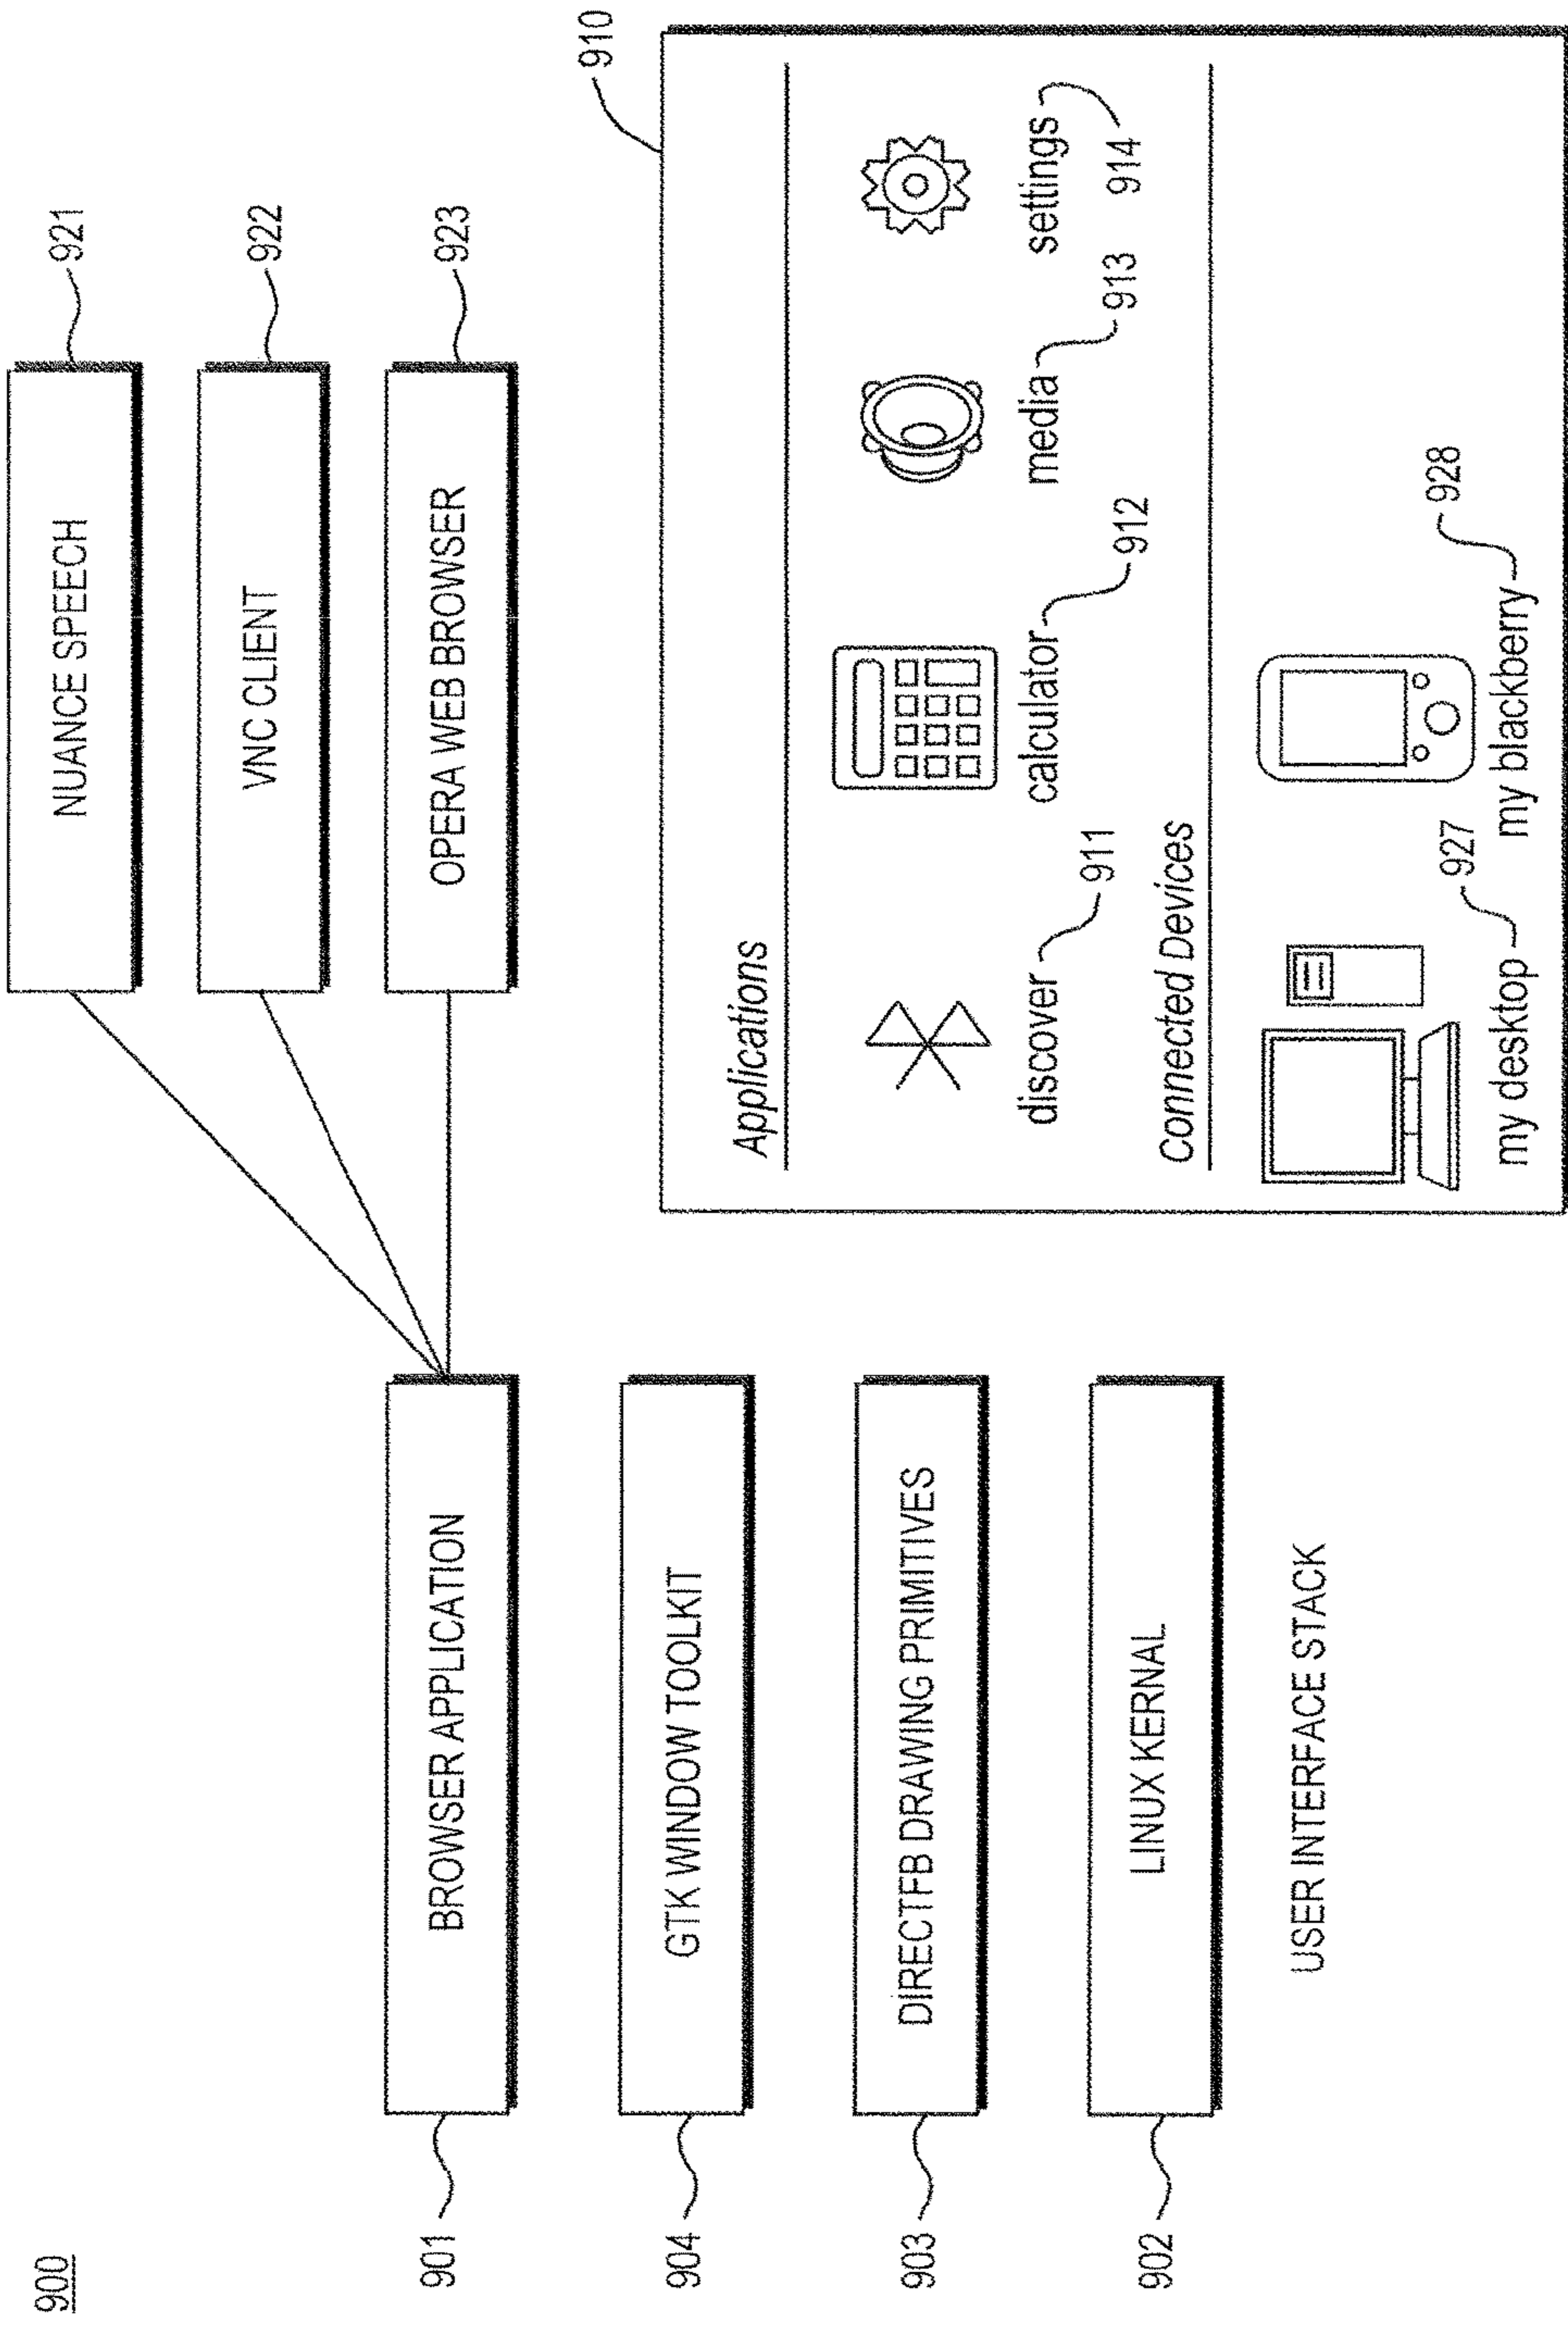 900
NUANCE SPEECH
921
VNC CLIENT
922
OPERA WEB BROWSER
923
901
BROWSER APPLICATION
904
GTK WINDOW TOOLKIT
903
DIRECTFB DRAWING PRIMITIVES
902
LINUX KERNAL
USER INTERFACE STACK
910
Applications
discover
911
calculator
912
media
913
settings
914
Connected Devices
my desktop
927
my blackberry
928